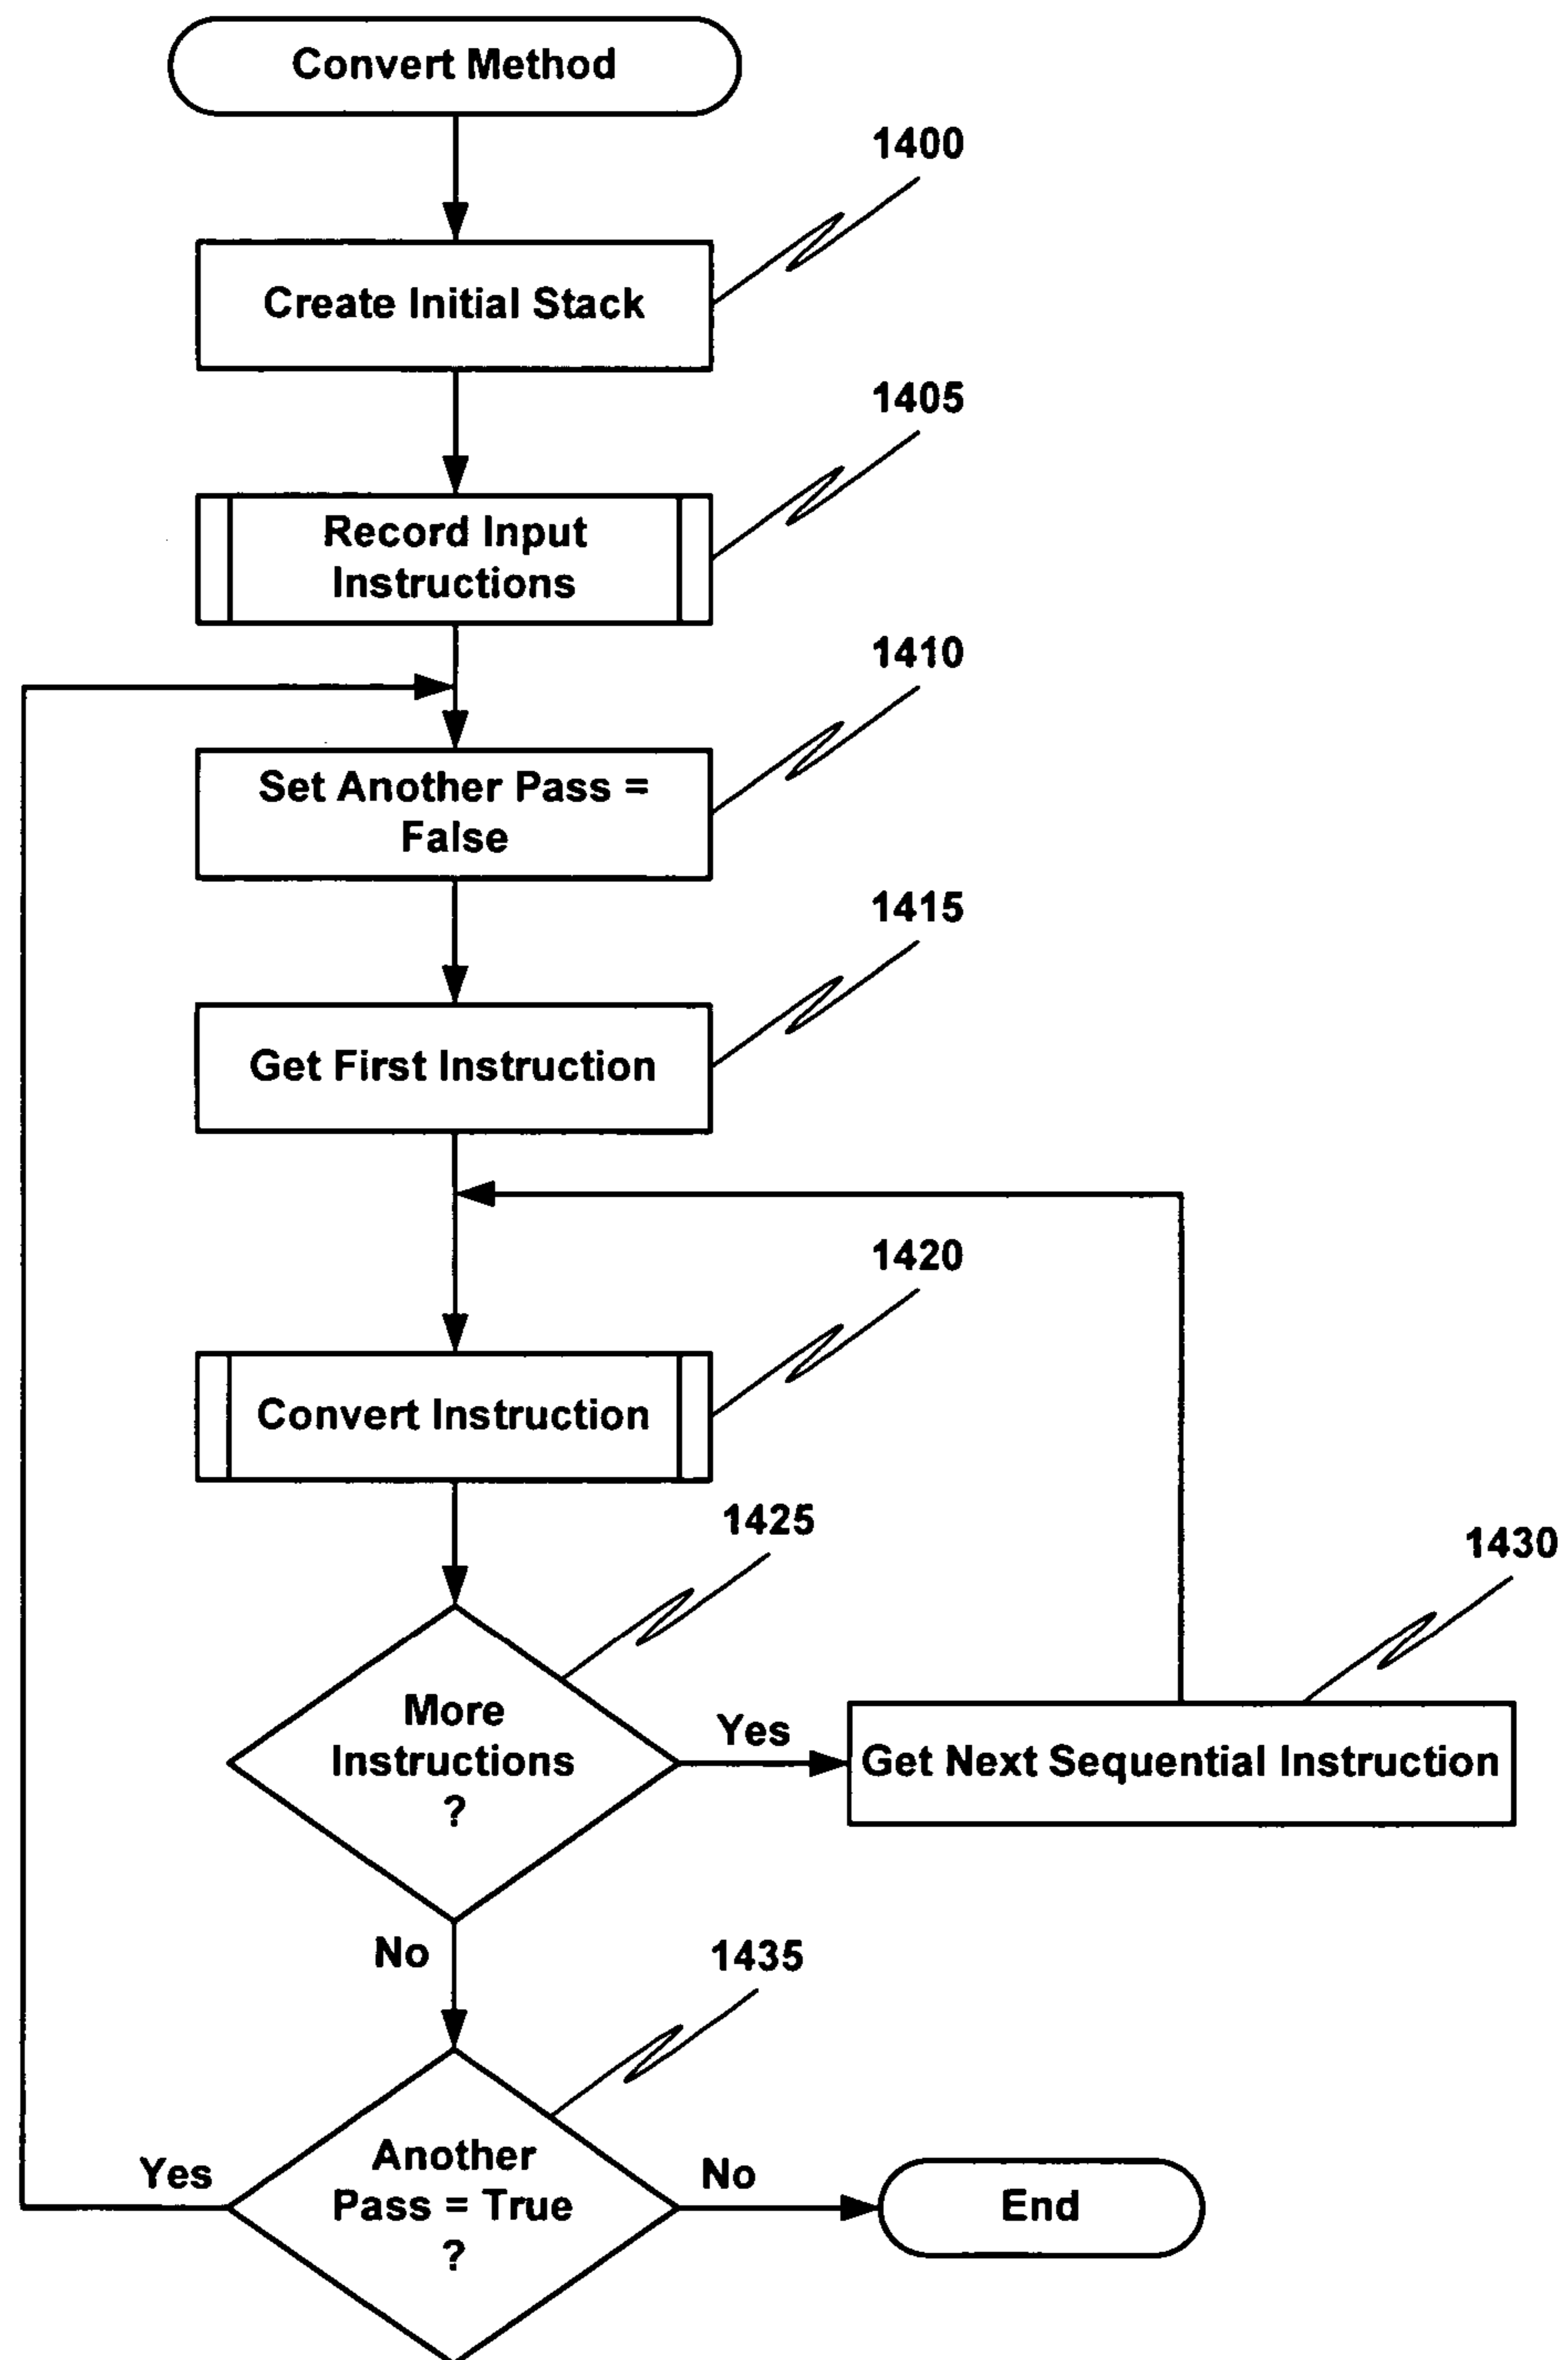 Convert Method
1400
Create Initial Stack
1405
Record Input
Instructions
1410
Set Another Pass =
False
1415
Get First Instruction
1420
Convert Instruction
1425
1430
More
Instructions
?
Yes
Get Next Sequential Instruction
No
1435
Another
Pass = True
?
Yes
No
End